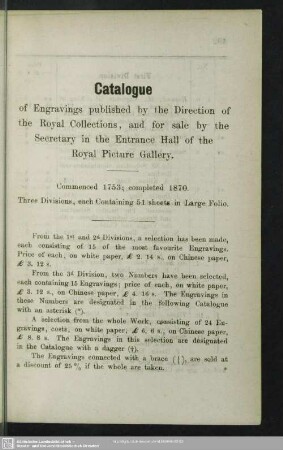 Catalogue
of Engravings published by the Direction of
the Royal Collections, and for sale by the
Secretary in the Entrance Hall of the
Royal Picture Gallery.
Commenced 1753; completed 1870.
Three Divisions, each Containing 51 sheets in Large Folio.
From the 1st and 2d Divisions, a selection has been made,
each consisting of 15 of the most favourite Engravings.
Price of each; on white paper, £ 2. 14 s., on Chinese paper,
£ 3. 12 s.
From the 3d Division, two Numbers have been selected,
each containing 15 Engravings; price of each, on white paper,
£ 3. 12 s., on Chinese paper, £ 4. 16 s. The Engravings in
these Numbers are designated in the following Catalogue
with an asterisk (*).
A selection from the whole Work, consisting of 24 En-
gravings, costs, on white paper; £ 6. 6 s., on Chinese paper,
£ 8. 8 s. The Engravings in this selection are designated
in the Catalogue with a dagger (†).
The Engravings connected with a brace ({), are sold at
a discount of 25 % if the whole are taken.